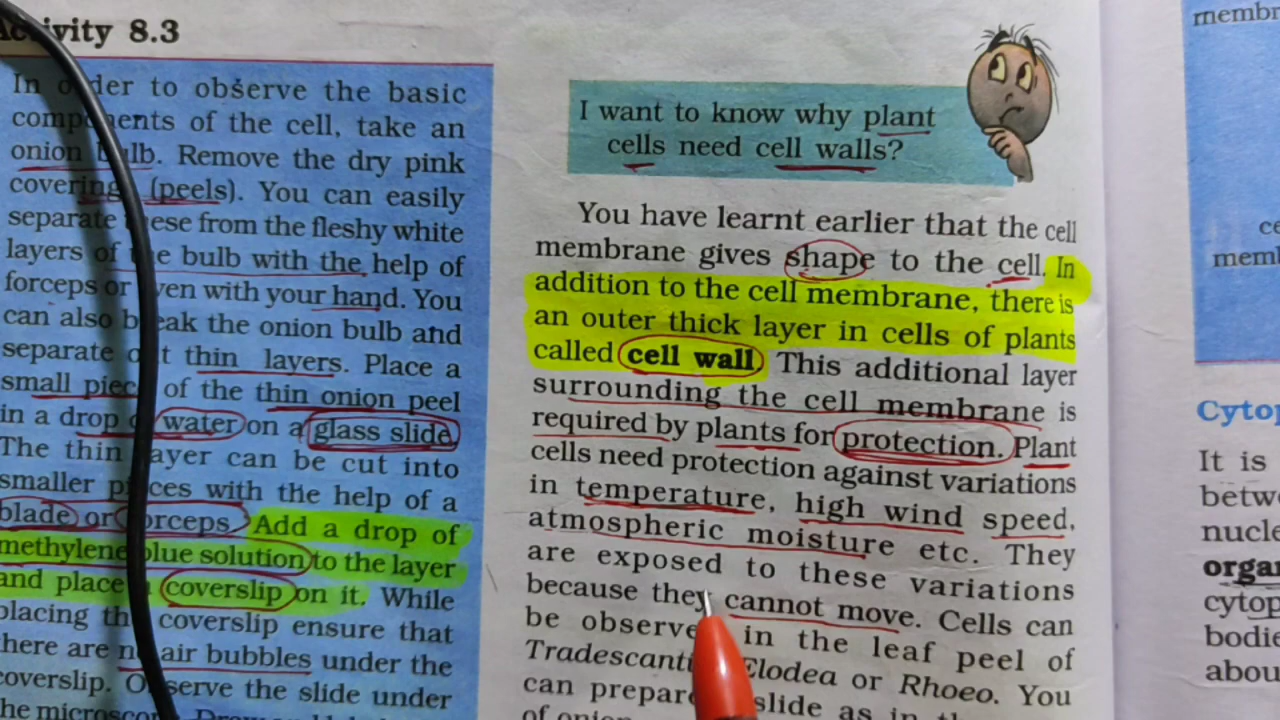 Activity 8.3
In order to observe the basic
components of the cell, take an
onion bulb. Remove the dry pink
covering (peels). You can easily
separate these from the fleshy white
layers of the bulb with the help of
forceps or even with your hand. You
can also break the onion bulb and
separate out thin layers. Place a
small piece of the thin onion peel
in a drop of water on a glass slide.
The thin layer can be cut into
smaller pieces with the help of a
blade or forceps. Add a drop of
methylene blue solution to the layer
and place a coverslip on it. While
placing the coverslip ensure that
there are no air bubbles under the
coverslip. Observe the slide under
the microscope.
I want to know why plant
cells need cell walls?
You have learnt earlier that the cell
membrane gives shape to the cell. In
addition to the cell membrane, there is
an outer thick layer in cells of plants
called cell wall. This additional layer
surrounding the cell membrane is
required by plants for protection. Plant
cells need protection against variations
in temperature, high wind speed,
atmospheric moisture etc. They
are exposed to these variations
because they cannot move. Cells can
be observed in the leaf peel of
Tradescantia, Elodea or Rhoeo. You
can prepare slide as in
of onion
membr
ce
memb
Cytop
It is
betw
nucle
organ
cytop
bodie
abou